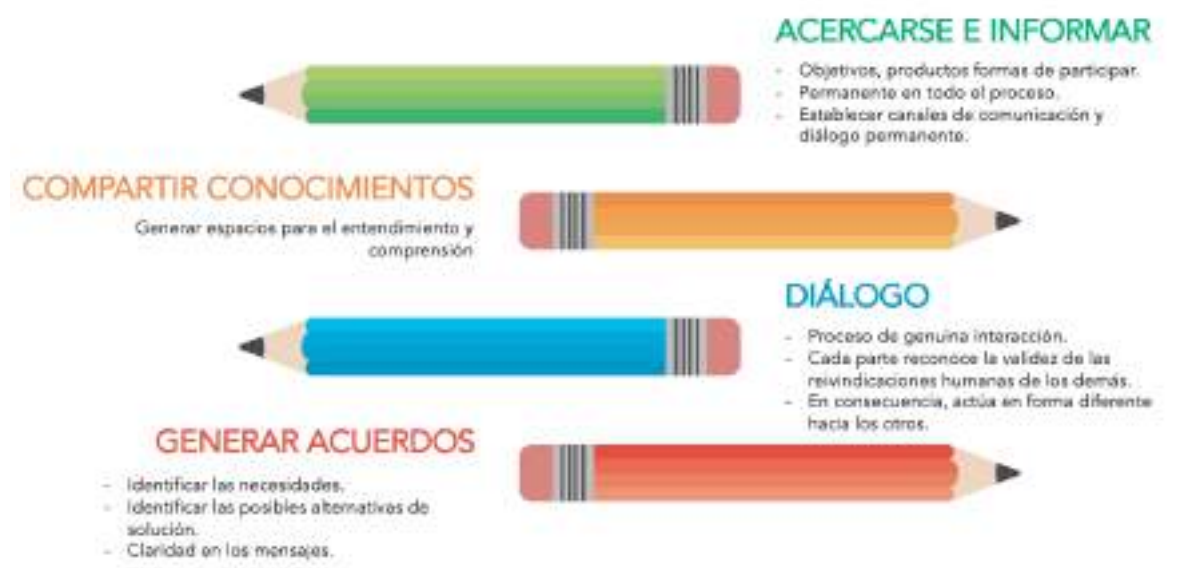 ACERCARSE E INFORMAR
- Objetivos, productos formas de participar.
- Permanente en todo el proceso.
- Establecer canales de comunicación y
diálogo permanente.
COMPARTIR CONOCIMIENTOS
Generar espacios para el entendimiento y
comprensión
DIÁLOGO
- Proceso de genuina interacción.
- Cada parte reconoce la validez de las
reivindicaciones humanas de los demás.
- En consecuencia, actúa en forma diferente
hacia los otros.
GENERAR ACUERDOS
- Identificar las necesidades.
- Identificar las posibles alternativas de
solución.
- Claridad en los mensajes.